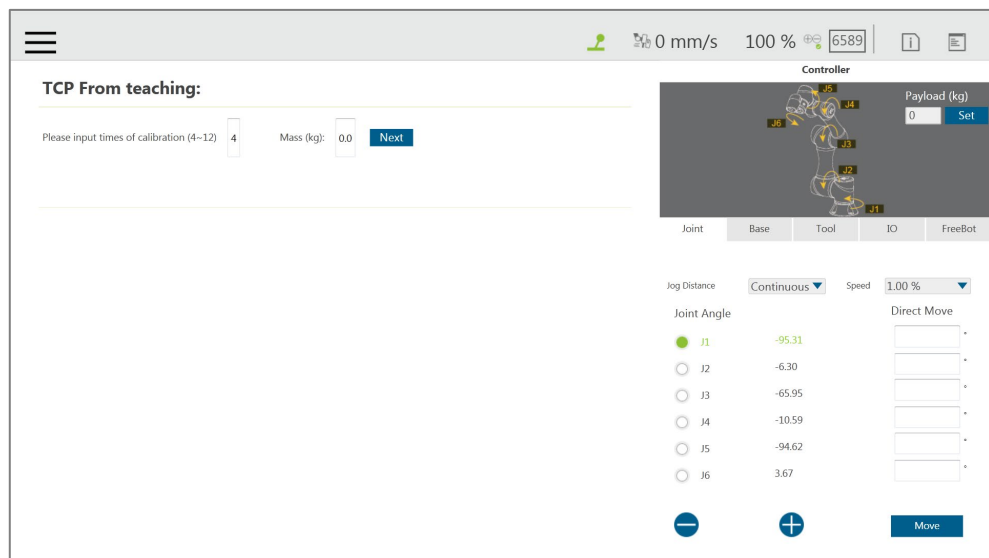 0 mm/s 100 % 6589
Controller
TCP From teaching:
Please input times of calibration (4~12) 4 Mass (kg): 0.0 Next
J5
J4
J6
J3
J2
J1
Payload (kg)
0 Set
Joint Base Tool IO FreeBot
Jog Distance Continuous Speed 1.00 %
Joint Angle Direct Move
J1 -95.31 °
J2 -6.30 °
J3 -65.95 °
J4 -10.59 °
J5 -94.62 °
J6 3.67 °
Move